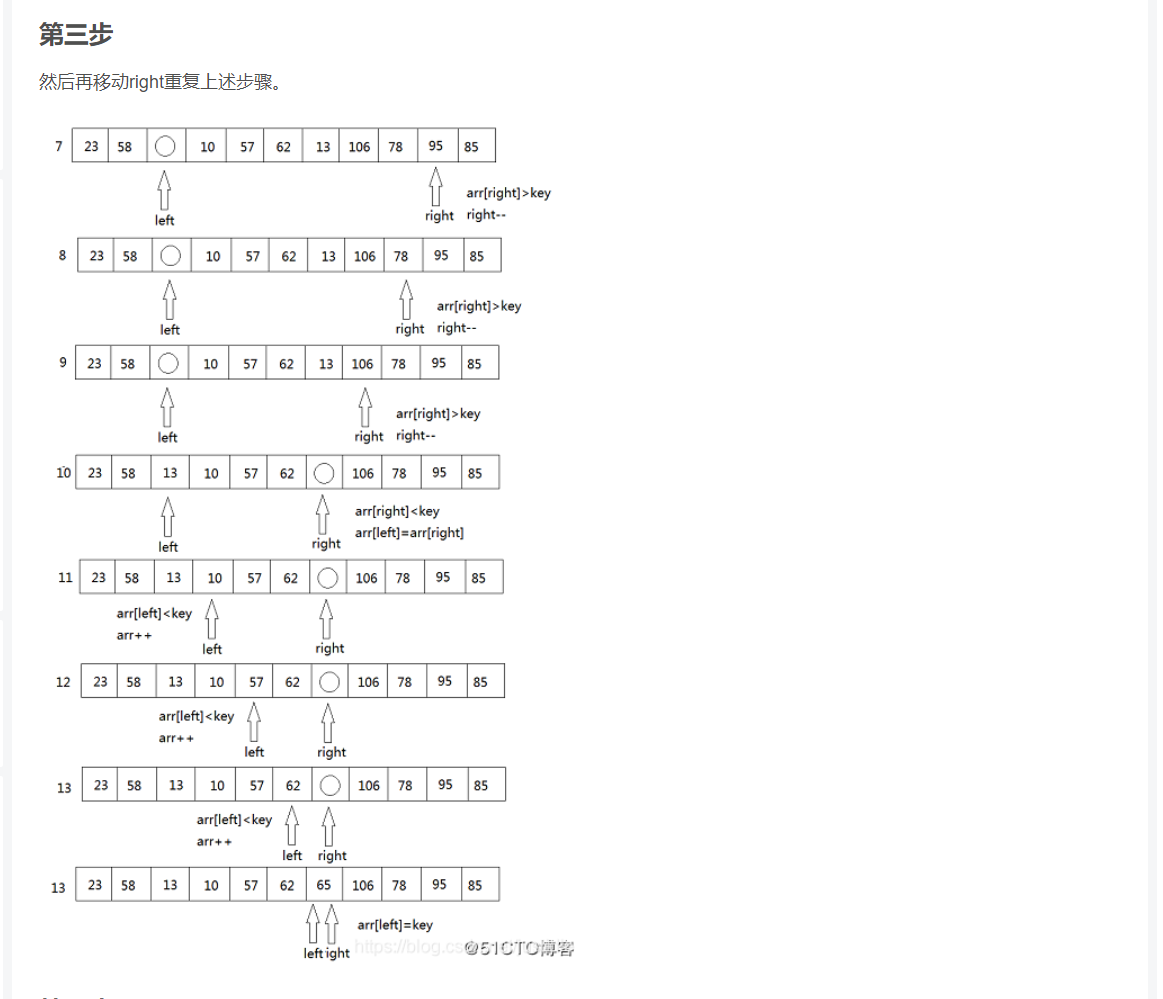 第三步
然后再移动right重复上述步骤。
7 23 58 10 57 62 13 106 78 95 85
left
right
arr[right]>key
right--
8 23 58 10 57 62 13 106 78 95 85
left
right
arr[right]>key
right--
9 23 58 10 57 62 13 106 78 95 85
left
right
arr[right]>key
right--
10 23 58 13 10 57 62 106 78 95 85
left
right
arr[right]<key
arr[left]=arr[right]
11 23 58 13 10 57 62 106 78 95 85
arr[left]<key
arr++
left
right
12 23 58 13 10 57 62 106 78 95 85
arr[left]<key
arr++
left
right
13 23 58 13 10 57 62 106 78 95 85
arr[left]<key
arr++
left
right
13 23 58 13 10 57 62 65 106 78 95 85
arr[left]=key
left
ight
https://blog.cs
@51CTO博客